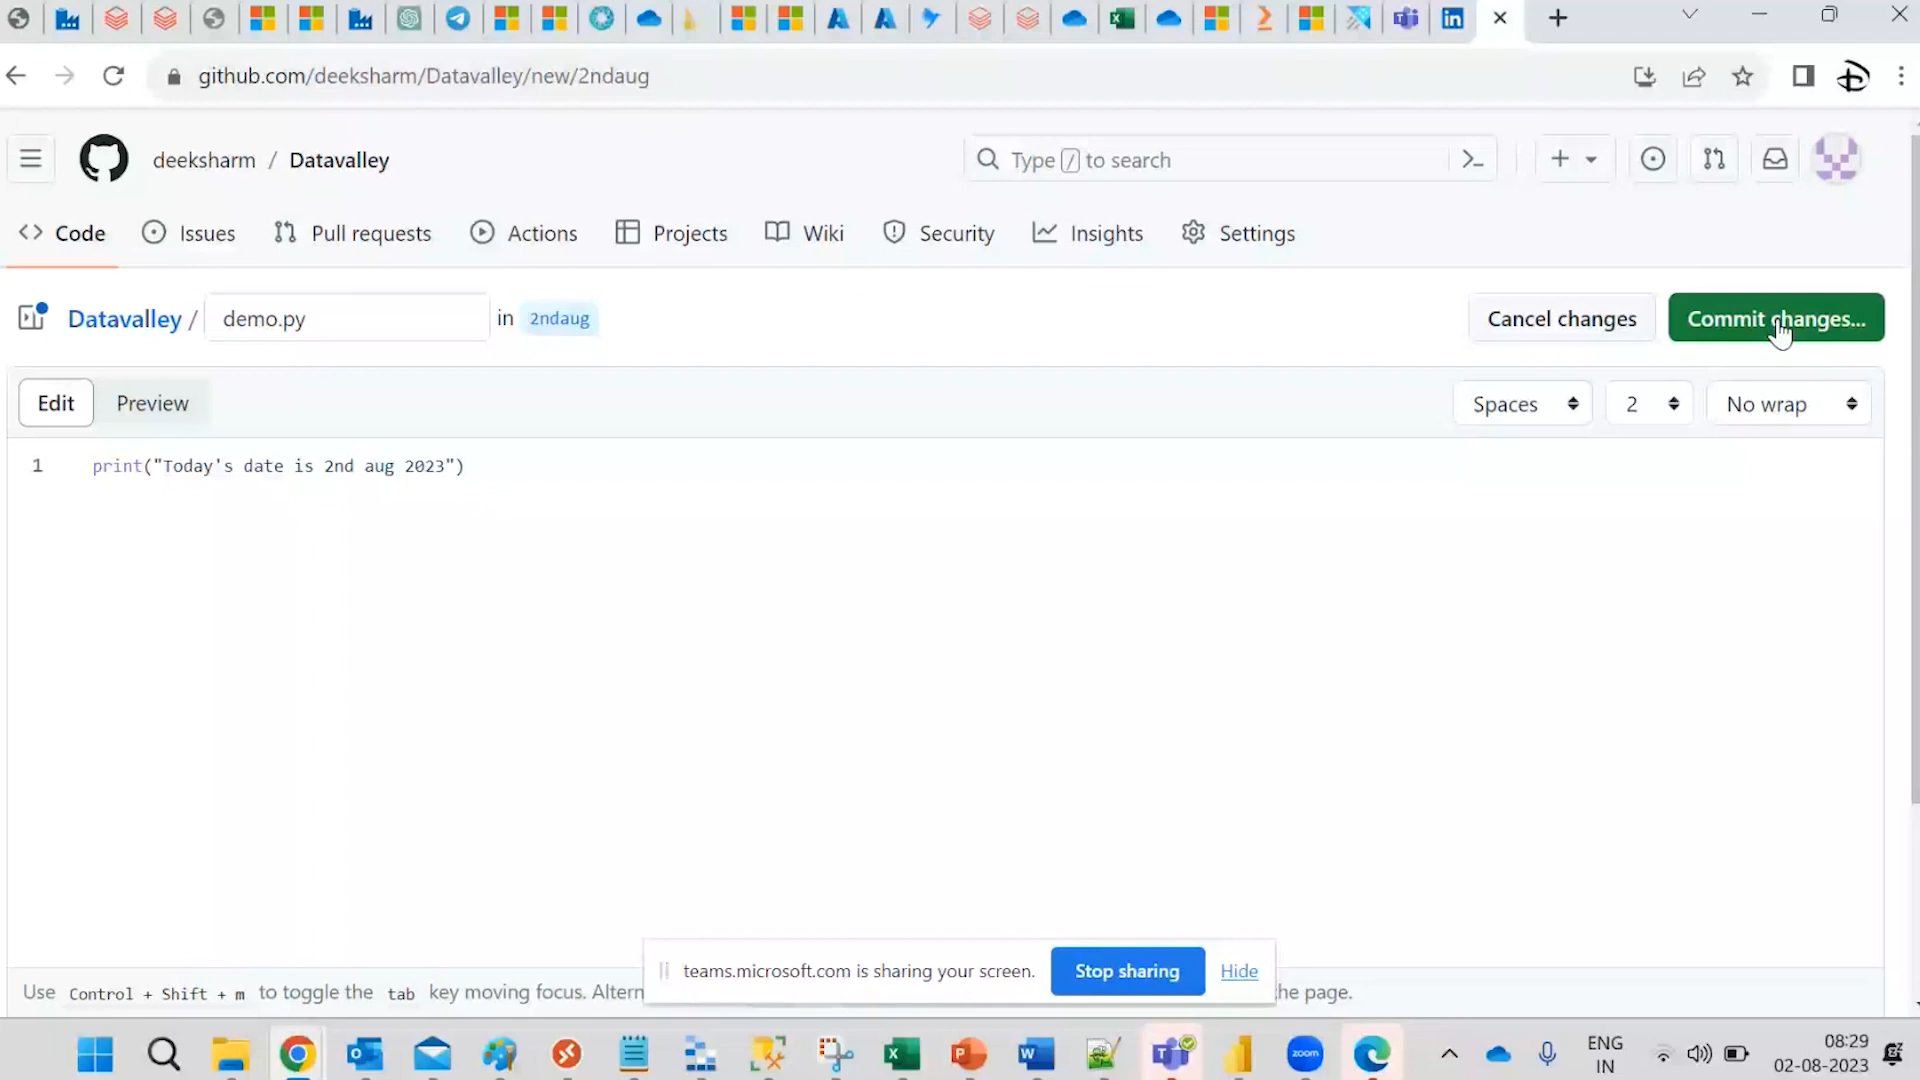 github.com/deeksharm/Datavalley/new/2ndaug
deeksharm / Datavalley
Type / to search
Code
Issues
Pull requests
Actions
Projects
Wiki
Security
Insights
Settings
Datavalley / demo.py in 2ndaug
Cancel changes
Commit changes...
Edit
Preview
Spaces
2
No wrap
1 print("Today's date is 2nd aug 2023")
teams.microsoft.com is sharing your screen.
Stop sharing
Hide
Use Control + Shift + m to toggle the tab key moving focus. Altern
he page.
ENG
IN
08:29
02-08-2023
zoom